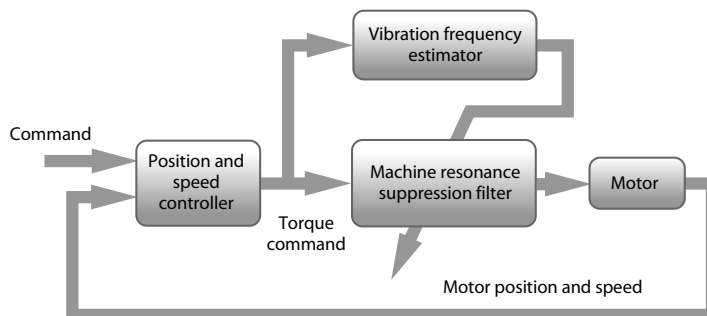 Vibration frequency
estimator
Command
Position and
speed
controller
Machine resonance
suppression filter
Motor
Torque
command
Motor position and speed